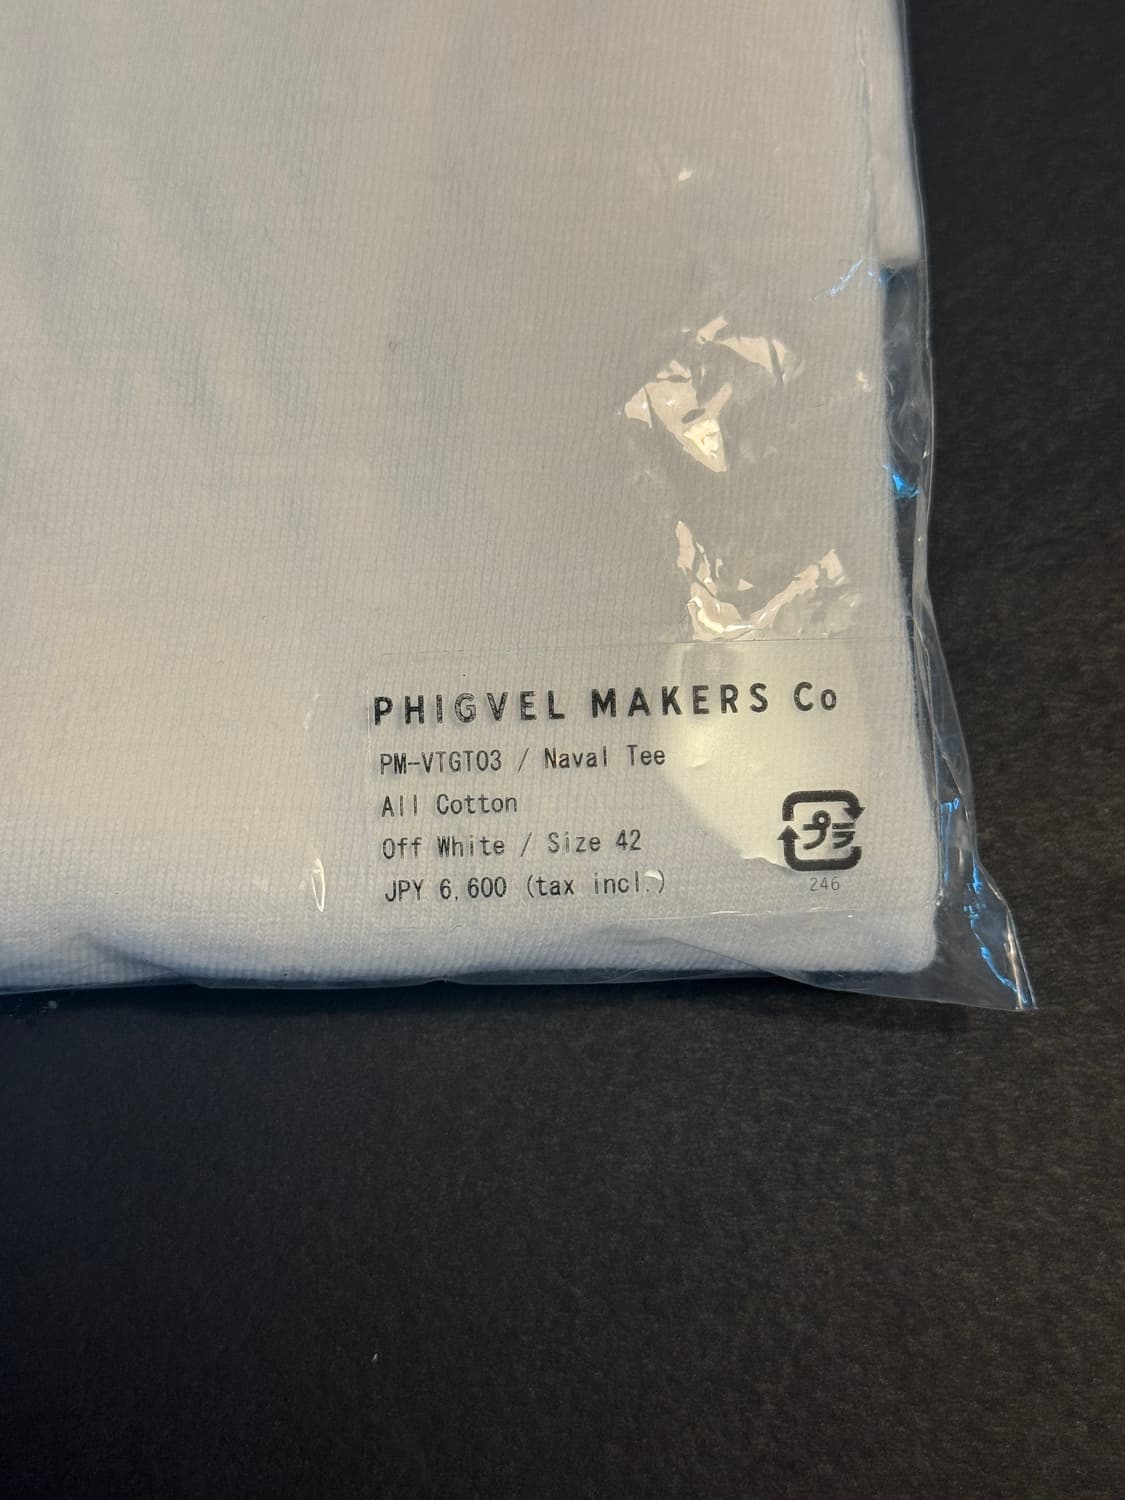 PHIGVEL MAKERS Co
PM-VTGT03 / Naval Tee
All Cotton
Off White / Size 42
JPY 6,600 (tax incl.)
プラ
246